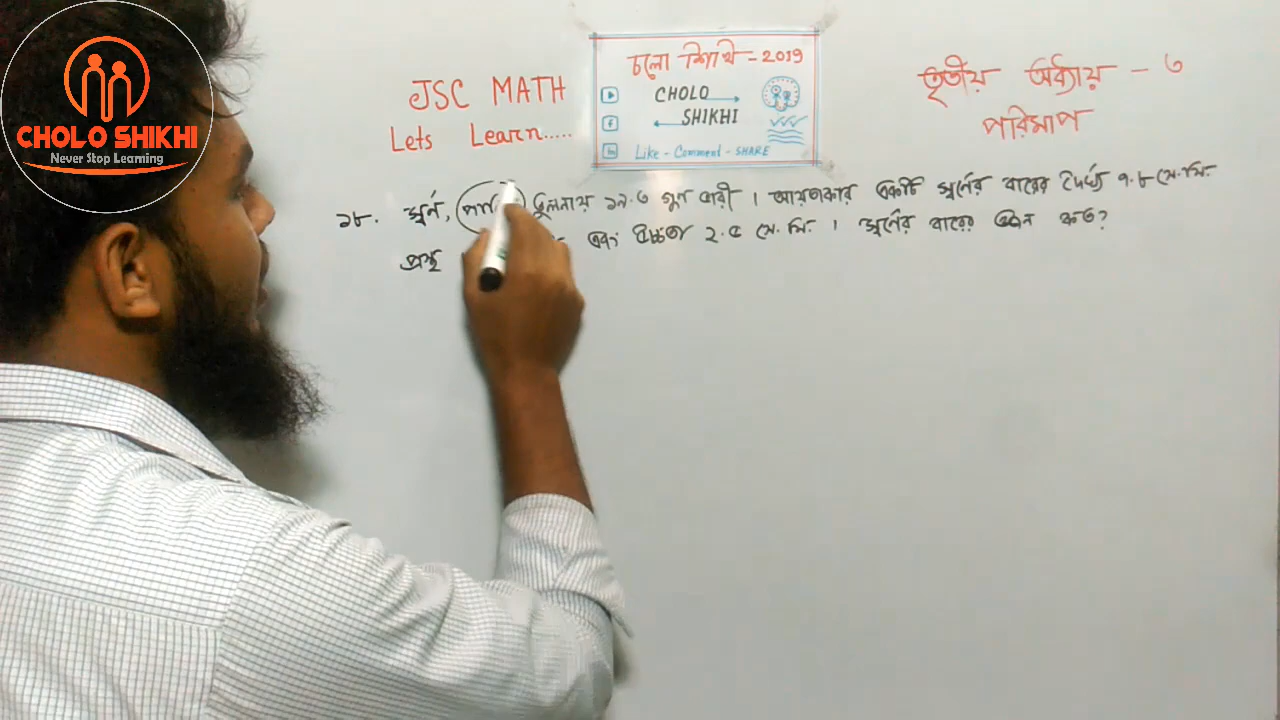 CHOLO SHIKHI
Never Stop Learning
JSC MATH
Lets Learn.....
চলো শিখি - 2019
CHOLO
SHIKHI
Like - Comment - SHARE
তৃতীয় অধ্যায় - ৩
পরিমাপ
১৮. স্বর্ন, তুলনায় ১৯.৩ গুণ ভারী । আয়তাকার একটি স্বর্নের বারের দৈর্ঘ্য ৭.৮ সে.মি.
প্রস্থ এবং উচ্চতা ২.৫ সে.মি. । স্বর্নের বারের ওজন কত?